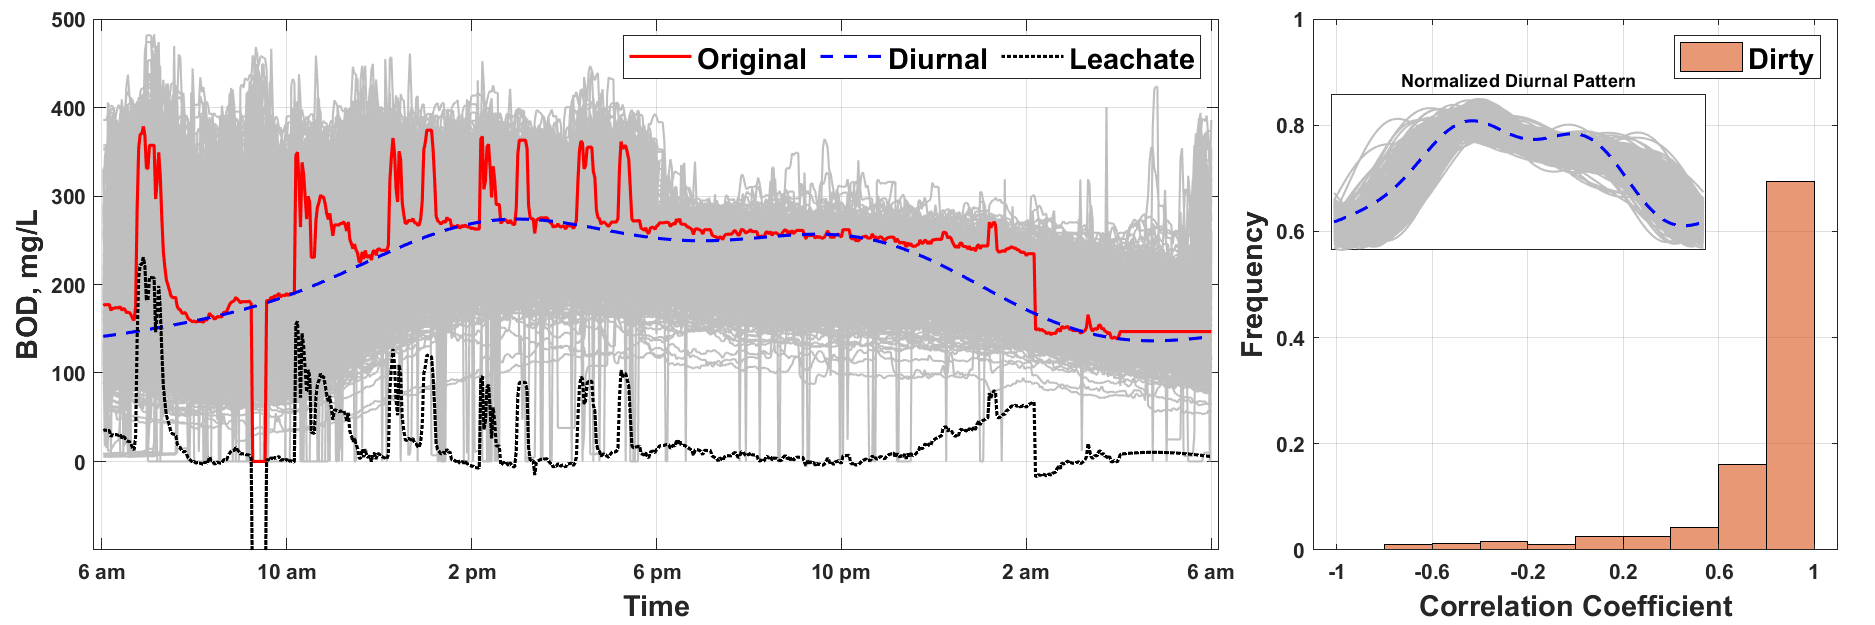 500
400
300
200
100
0
BOD, mg/L
Original Diurnal Leachate
6 am 10 am 2 pm 6 pm 10 pm 2 am 6 am
Time
1
0.8
0.6
0.4
0.2
0
Frequency
Dirty
Normalized Diurnal Pattern
-1 -0.6 -0.2 0.2 0.6 1
Correlation Coefficient